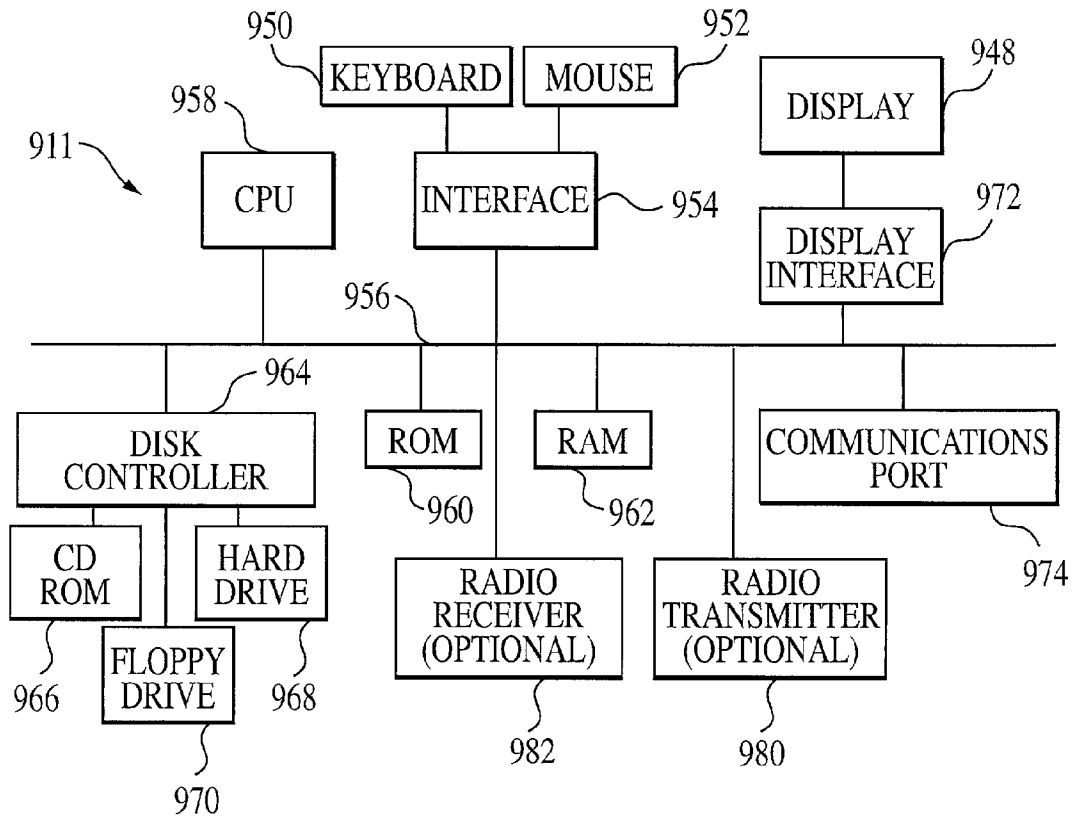 950
952
KEYBOARD
MOUSE
948
958
DISPLAY
911
CPU
INTERFACE
954
972
DISPLAY
INTERFACE
956
964
DISK
CONTROLLER
ROM
RAM
COMMUNICATIONS
PORT
960
962
974
CD
ROM
HARD
DRIVE
RADIO
RECEIVER
(OPTIONAL)
RADIO
TRANSMITTER
(OPTIONAL)
FLOPPY
DRIVE
966
968
982
980
970